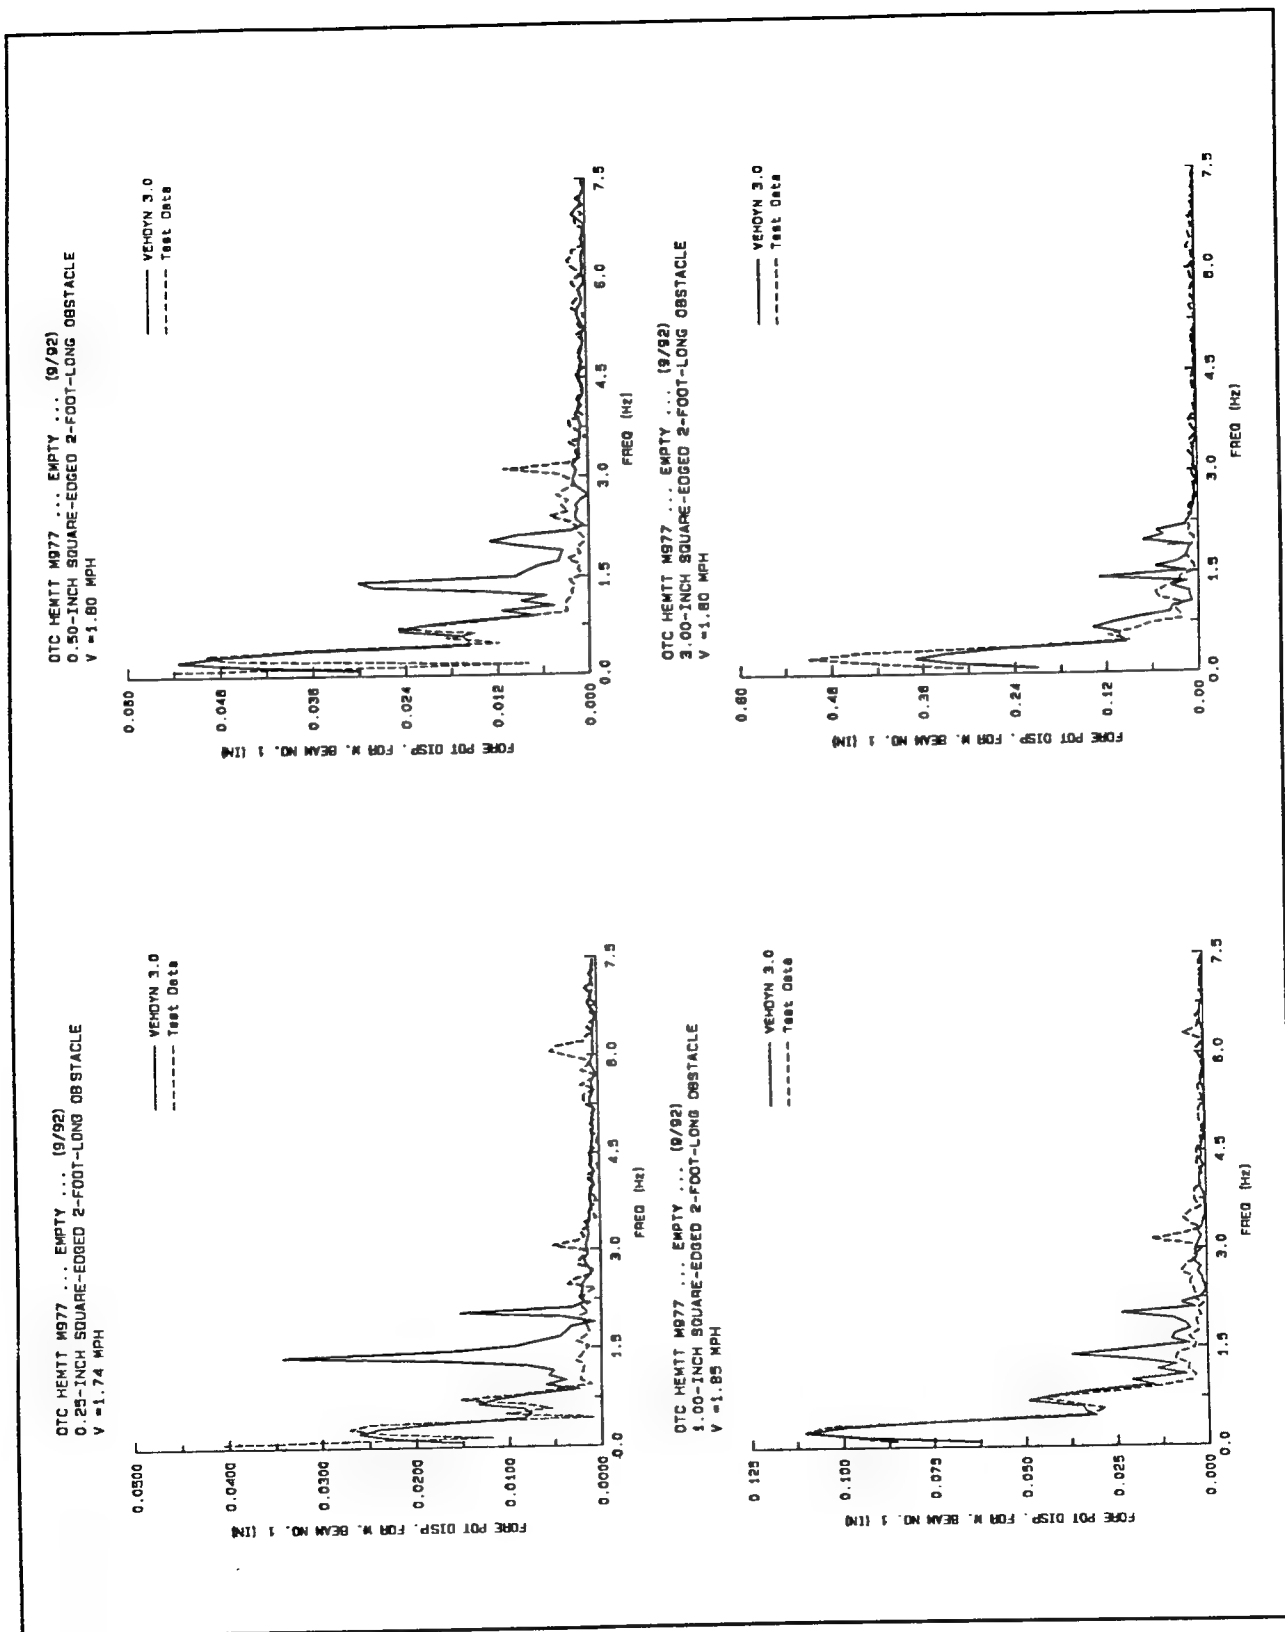 OTC HEMTT M977 ... EMPTY ... (9/92)
0.25-INCH SQUARE-EDGED 2-FOOT-LONG OBSTACLE
V =1.74 MPH
VEHDYN 3.0
Test Data
FORE POT DISP. FOR W. BEAM NO. 1 (IN)
0.0500
0.0400
0.0300
0.0200
0.0100
0.0000
0.0
1.5
3.0
4.5
6.0
7.5
FREQ (Hz)
OTC HEMTT M977 ... EMPTY ... (9/92)
0.50-INCH SQUARE-EDGED 2-FOOT-LONG OBSTACLE
V =1.80 MPH
VEHDYN 3.0
Test Data
FORE POT DISP. FOR W. BEAM NO. 1 (IN)
0.060
0.048
0.036
0.024
0.012
0.000
0.0
1.5
3.0
4.5
6.0
7.5
FREQ (Hz)
OTC HEMTT M977 ... EMPTY ... (9/92)
1.00-INCH SQUARE-EDGED 2-FOOT-LONG OBSTACLE
V =1.85 MPH
VEHDYN 3.0
Test Data
FORE POT DISP. FOR W. BEAM NO. 1 (IN)
0.125
0.100
0.075
0.050
0.025
0.000
0.0
1.5
3.0
4.5
6.0
7.5
FREQ (Hz)
OTC HEMTT M977 ... EMPTY ... (9/92)
3.00-INCH SQUARE-EDGED 2-FOOT-LONG OBSTACLE
V =1.80 MPH
VEHDYN 3.0
Test Data
FORE POT DISP. FOR W. BEAM NO. 1 (IN)
0.60
0.48
0.36
0.24
0.12
0.00
0.0
1.5
3.0
4.5
6.0
7.5
FREQ (Hz)